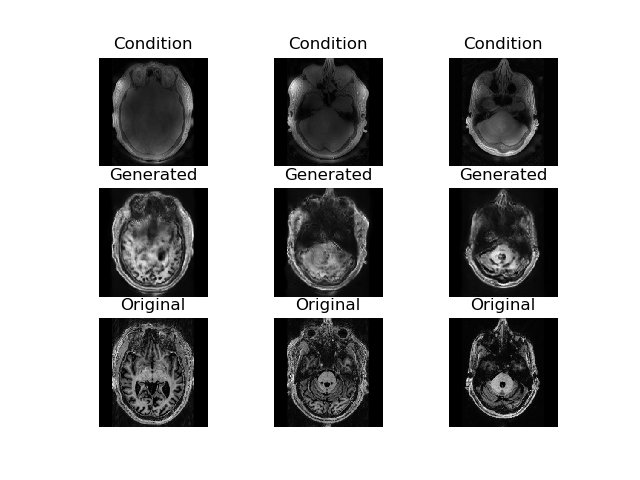 Condition Condition Condition
Generated Generated Generated
Original Original Original